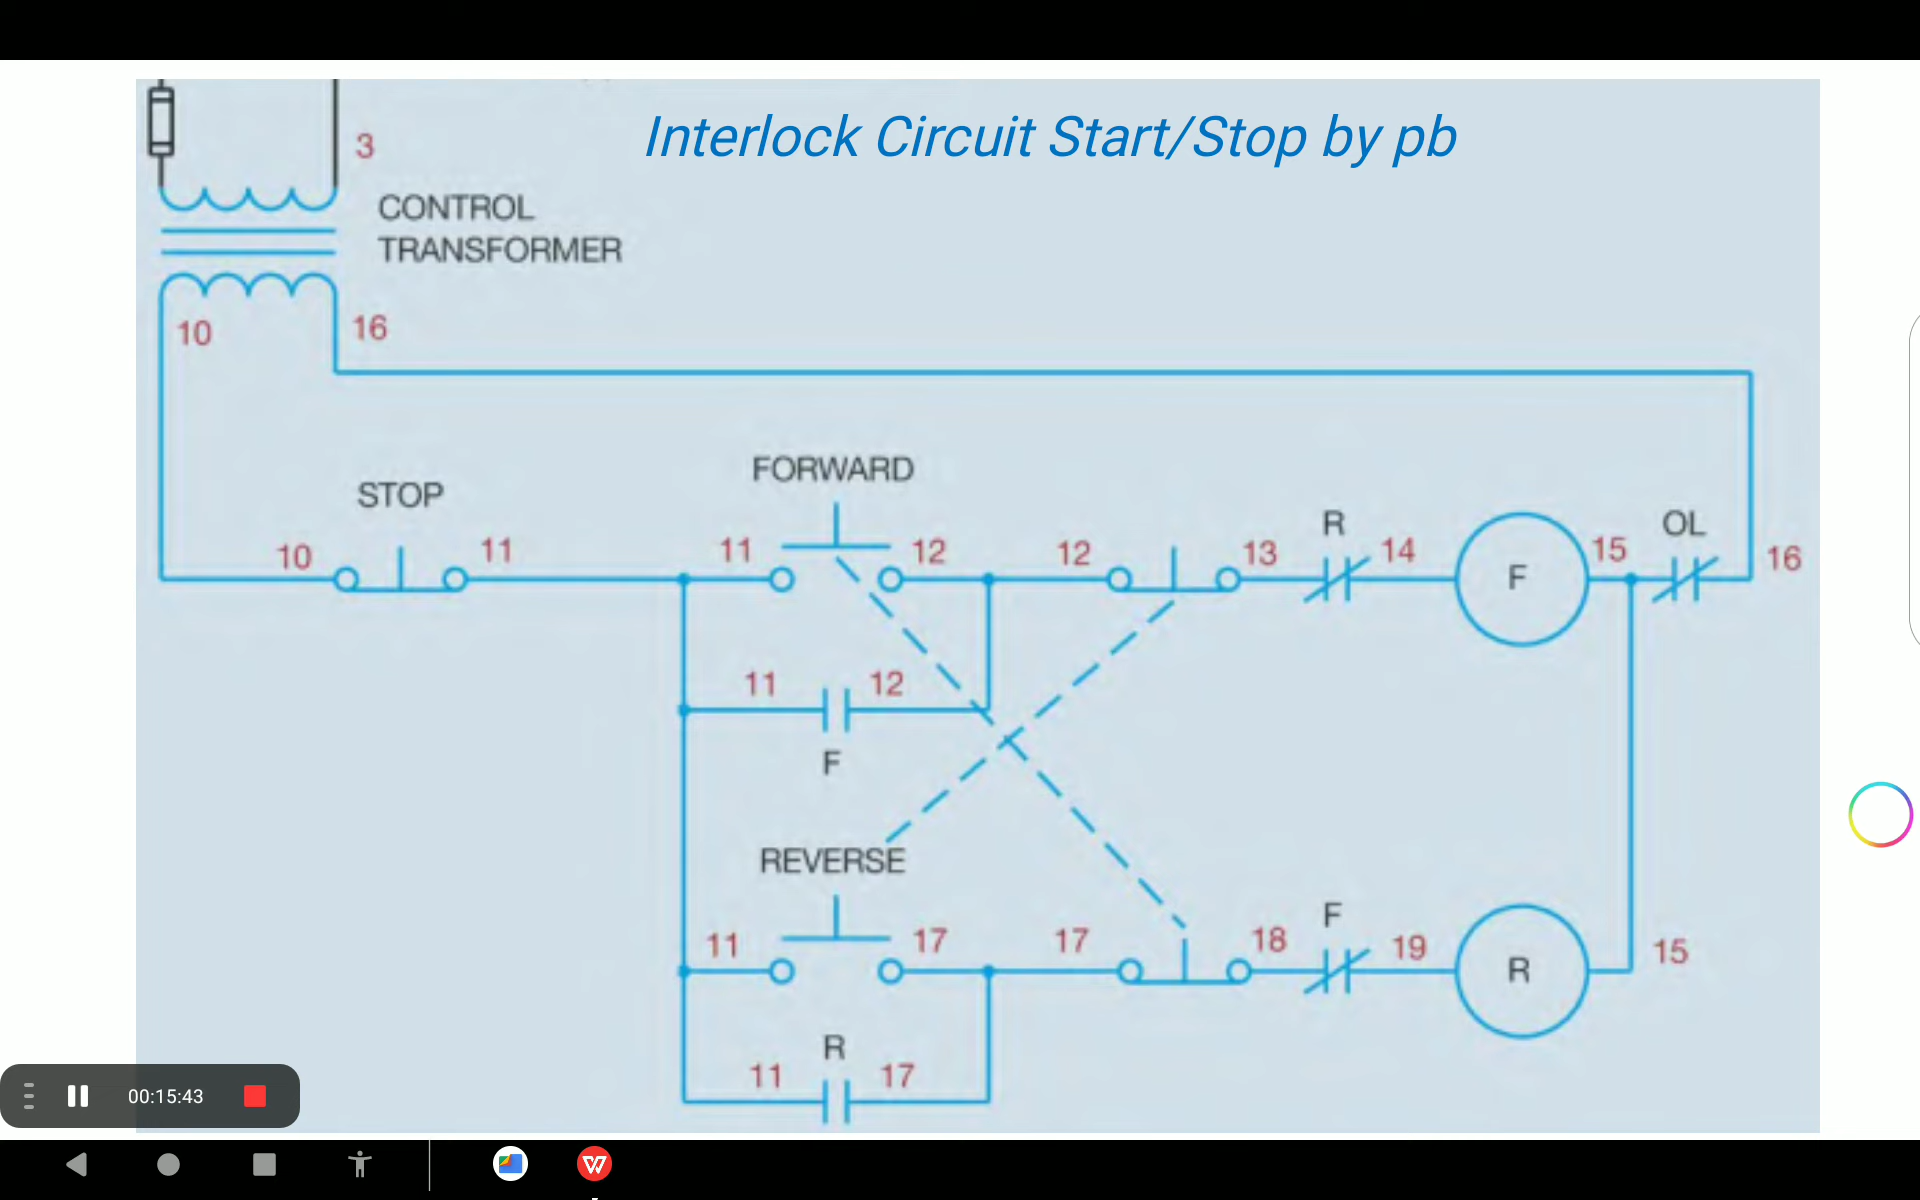 Interlock Circuit Start/Stop by pb
3
CONTROL
TRANSFORMER
10 16
FORWARD
STOP
R OL
10 11 11 12 12 13 14 F 15 16
11 12
F
REVERSE
F
11 17 17 18 19 R 15
R
11 17
00:15:43